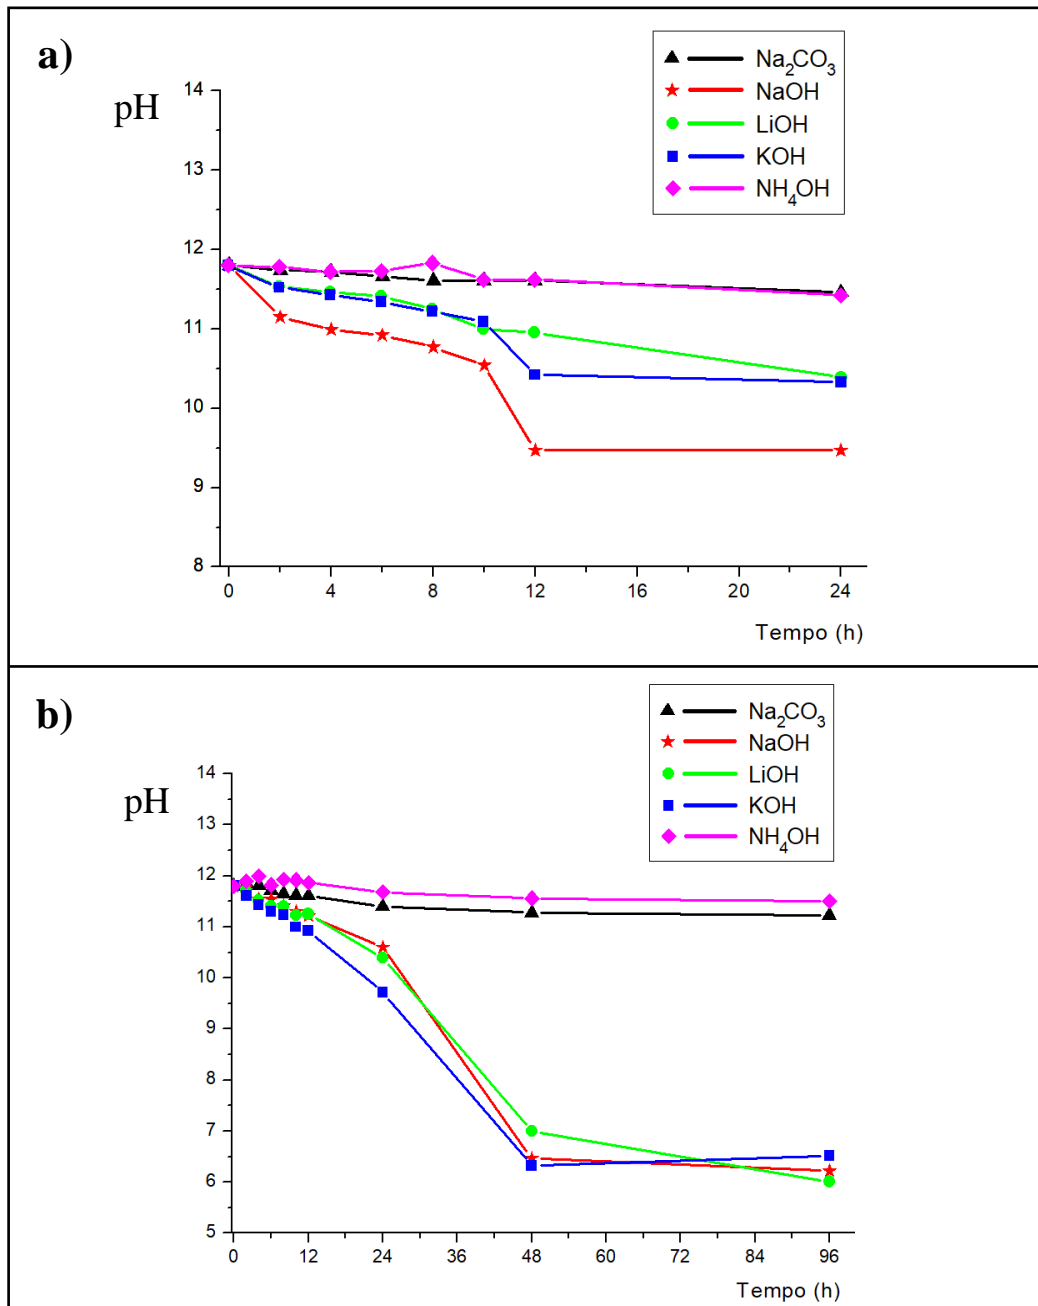 a)
pH
Na₂CO₃
NaOH
LiOH
KOH
NH₄OH
14
13
12
11
10
9
8
0 4 8 12 16 20 24
Tempo (h)
b)
pH
Na₂CO₃
NaOH
LiOH
KOH
NH₄OH
14
13
12
11
10
9
8
7
6
5
0 12 24 36 48 60 72 84 96
Tempo (h)